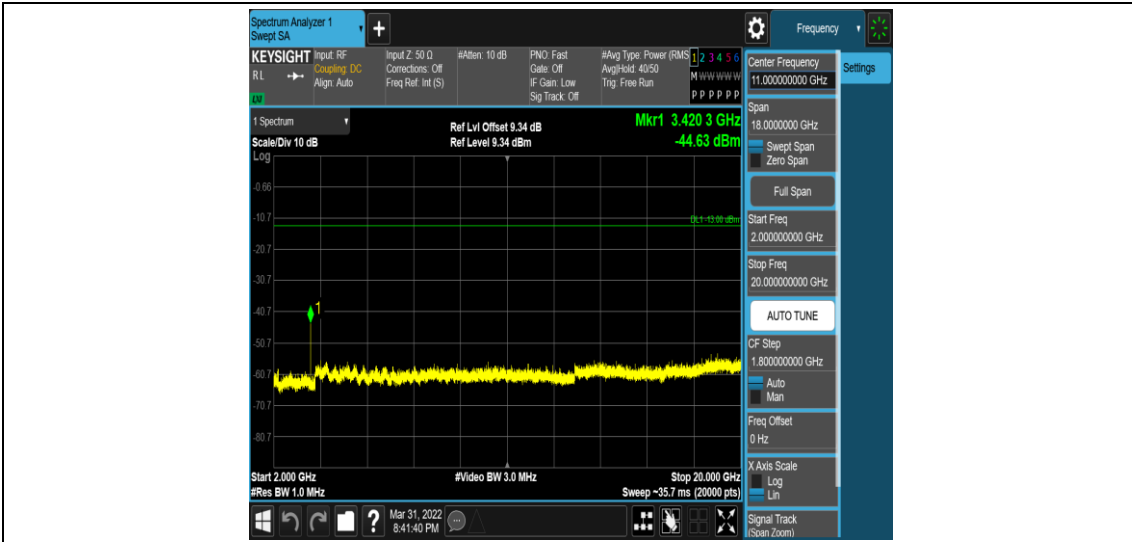 Spectrum Analyzer 1
Swept SA
+
Frequency
KEYSIGHT
RL
LNI
Input: RF
Coupling: DC
Align: Auto
Input Z: 50 Ω
Corrections: Off
Freq Ref: Int (S)
#Atten: 10 dB
PNO: Fast
Gate: Off
IF Gain: Low
Sig Track: Off
#Avg Type: Power (RMS
Avg|Hold: 40/50
Trig: Free Run
1 2 3 4 5 6
M W W W W W
P P P P P P
1 Spectrum
Scale/Div 10 dB
Log
Ref Lvl Offset 9.34 dB
Ref Level 9.34 dBm
Mkr1 3.420 3 GHz
-44.63 dBm
-0.66
-10.7
DL1 -13.00 dBm
-20.7
-30.7
-40.7
1
-50.7
-60.7
-70.7
-80.7
Start 2.000 GHz
#Res BW 1.0 MHz
#Video BW 3.0 MHz
Stop 20.000 GHz
Sweep ~35.7 ms (20000 pts)
Center Frequency
11.000000000 GHz
Settings
Span
18.0000000 GHz
Swept Span
Zero Span
Full Span
Start Freq
2.000000000 GHz
Stop Freq
20.000000000 GHz
AUTO TUNE
CF Step
1.800000000 GHz
Auto
Man
Freq Offset
0 Hz
X Axis Scale
Log
Lin
Signal Track
(Span Zoom)
?
Mar 31, 2022
8:41:40 PM